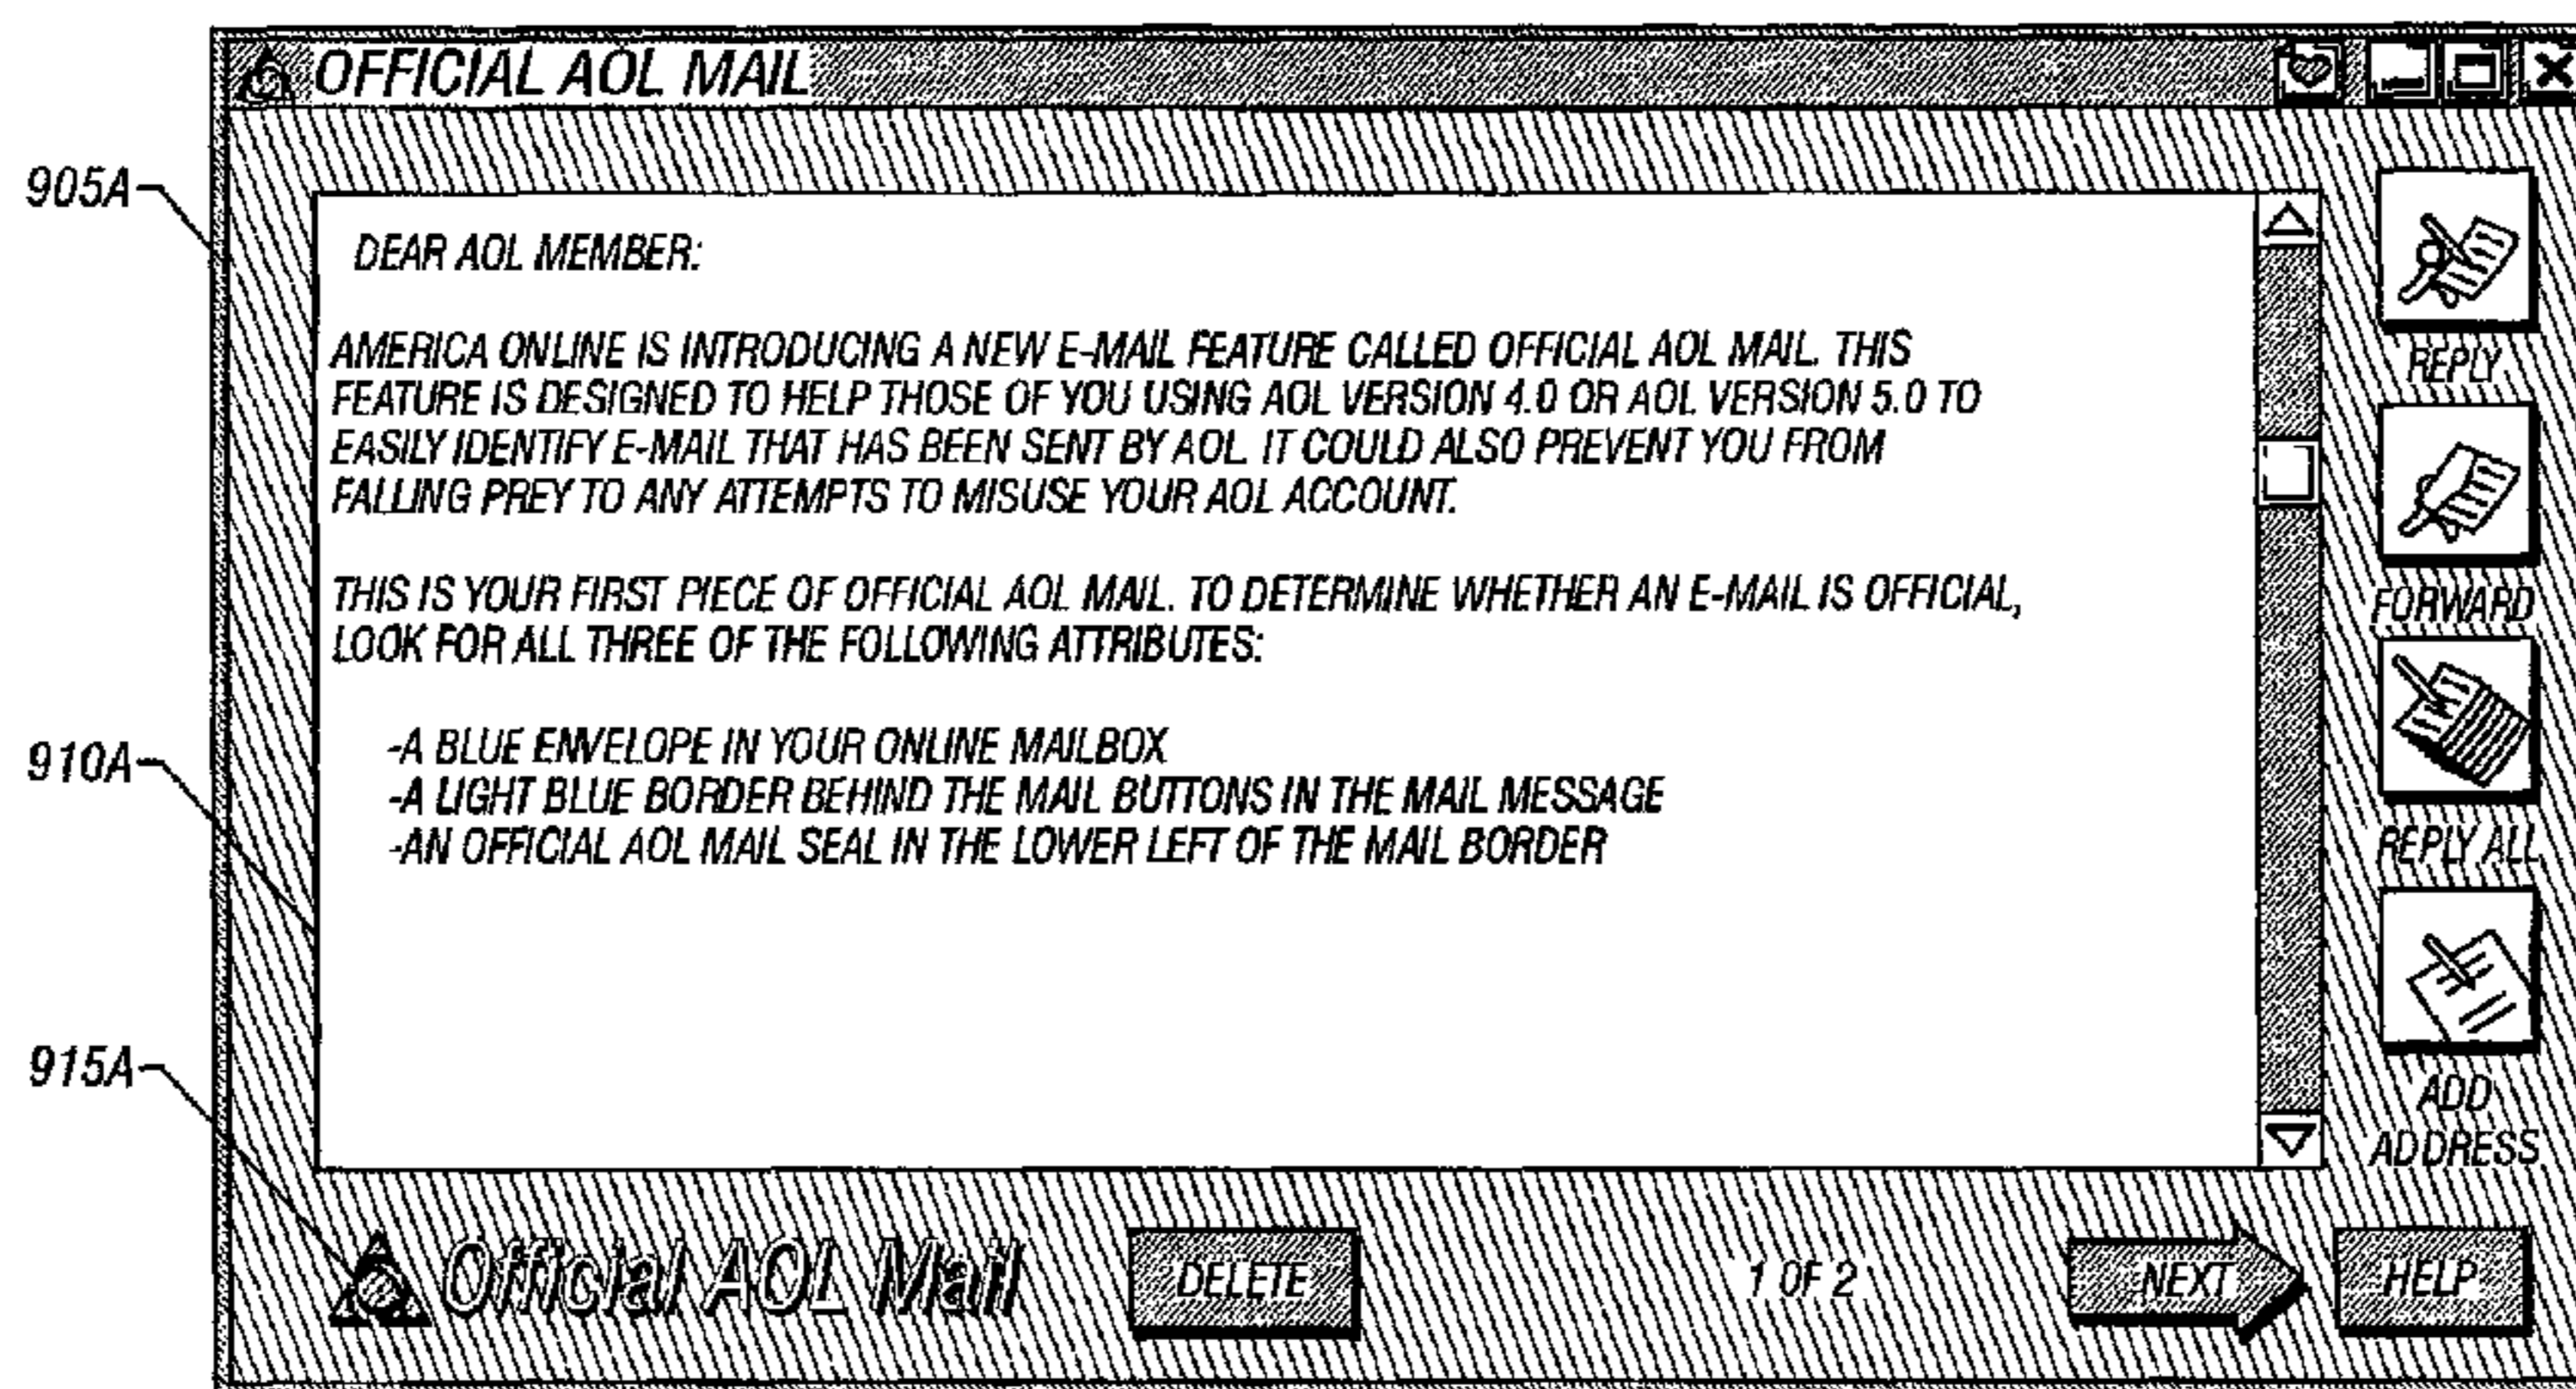 OFFICIAL AOL MAIL
905A
DEAR AOL MEMBER:
AMERICA ONLINE IS INTRODUCING A NEW E-MAIL FEATURE CALLED OFFICIAL AOL MAIL. THIS
FEATURE IS DESIGNED TO HELP THOSE OF YOU USING AOL VERSION 4.0 OR AOL VERSION 5.0 TO
EASILY IDENTIFY E-MAIL THAT HAS BEEN SENT BY AOL. IT COULD ALSO PREVENT YOU FROM
FALLING PREY TO ANY ATTEMPTS TO MISUSE YOUR AOL ACCOUNT.
THIS IS YOUR FIRST PIECE OF OFFICIAL AOL MAIL. TO DETERMINE WHETHER AN E-MAIL IS OFFICIAL,
LOOK FOR ALL THREE OF THE FOLLOWING ATTRIBUTES:
910A
-A BLUE ENVELOPE IN YOUR ONLINE MAILBOX
-A LIGHT BLUE BORDER BEHIND THE MAIL BUTTONS IN THE MAIL MESSAGE
-AN OFFICIAL AOL MAIL SEAL IN THE LOWER LEFT OF THE MAIL BORDER
REPLY
FORWARD
REPLY ALL
ADD
ADDRESS
915A
Official AOL Mail
DELETE
1 OF 2
NEXT
HELP